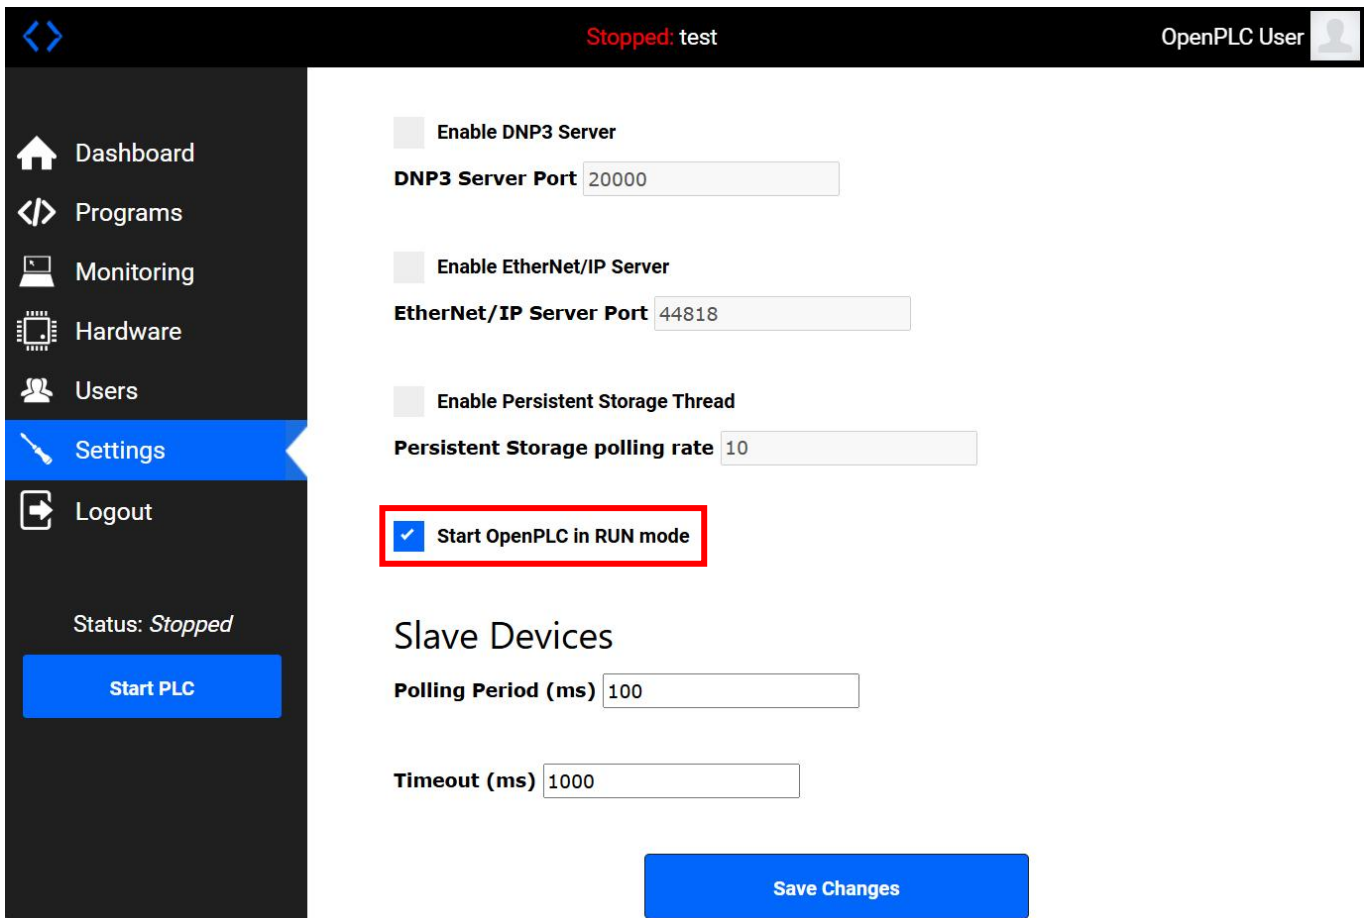 Stopped: test
OpenPLC User
Dashboard
Programs
Monitoring
Hardware
Users
Settings
Logout
Status: Stopped
Start PLC
Enable DNP3 Server
DNP3 Server Port 20000
Enable EtherNet/IP Server
EtherNet/IP Server Port 44818
Enable Persistent Storage Thread
Persistent Storage polling rate 10
Start OpenPLC in RUN mode
Slave Devices
Polling Period (ms) 100
Timeout (ms) 1000
Save Changes